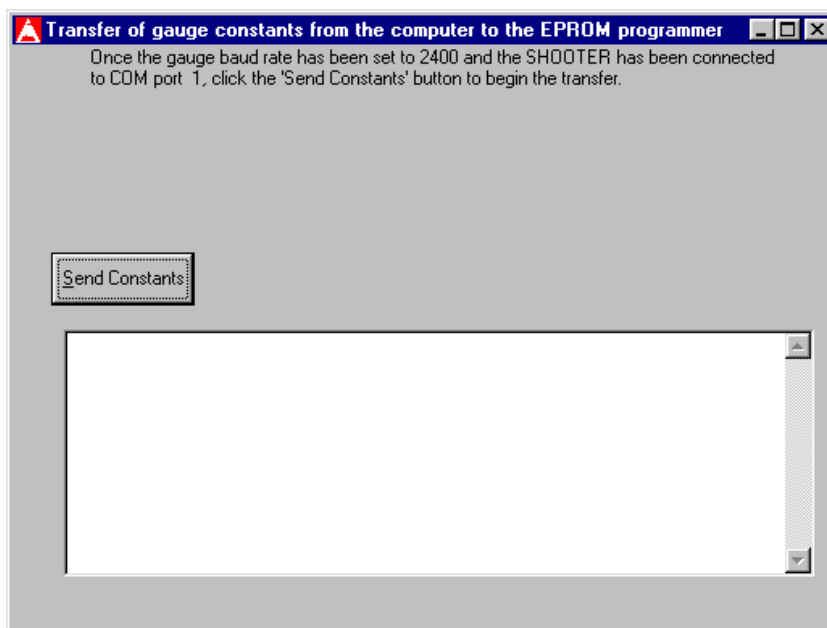 Transfer of gauge constants from the computer to the EPROM programmer
Once the gauge baud rate has been set to 2400 and the SHOOTER has been connected
to COM port  1, click the 'Send Constants' button to begin the transfer.
Send Constants